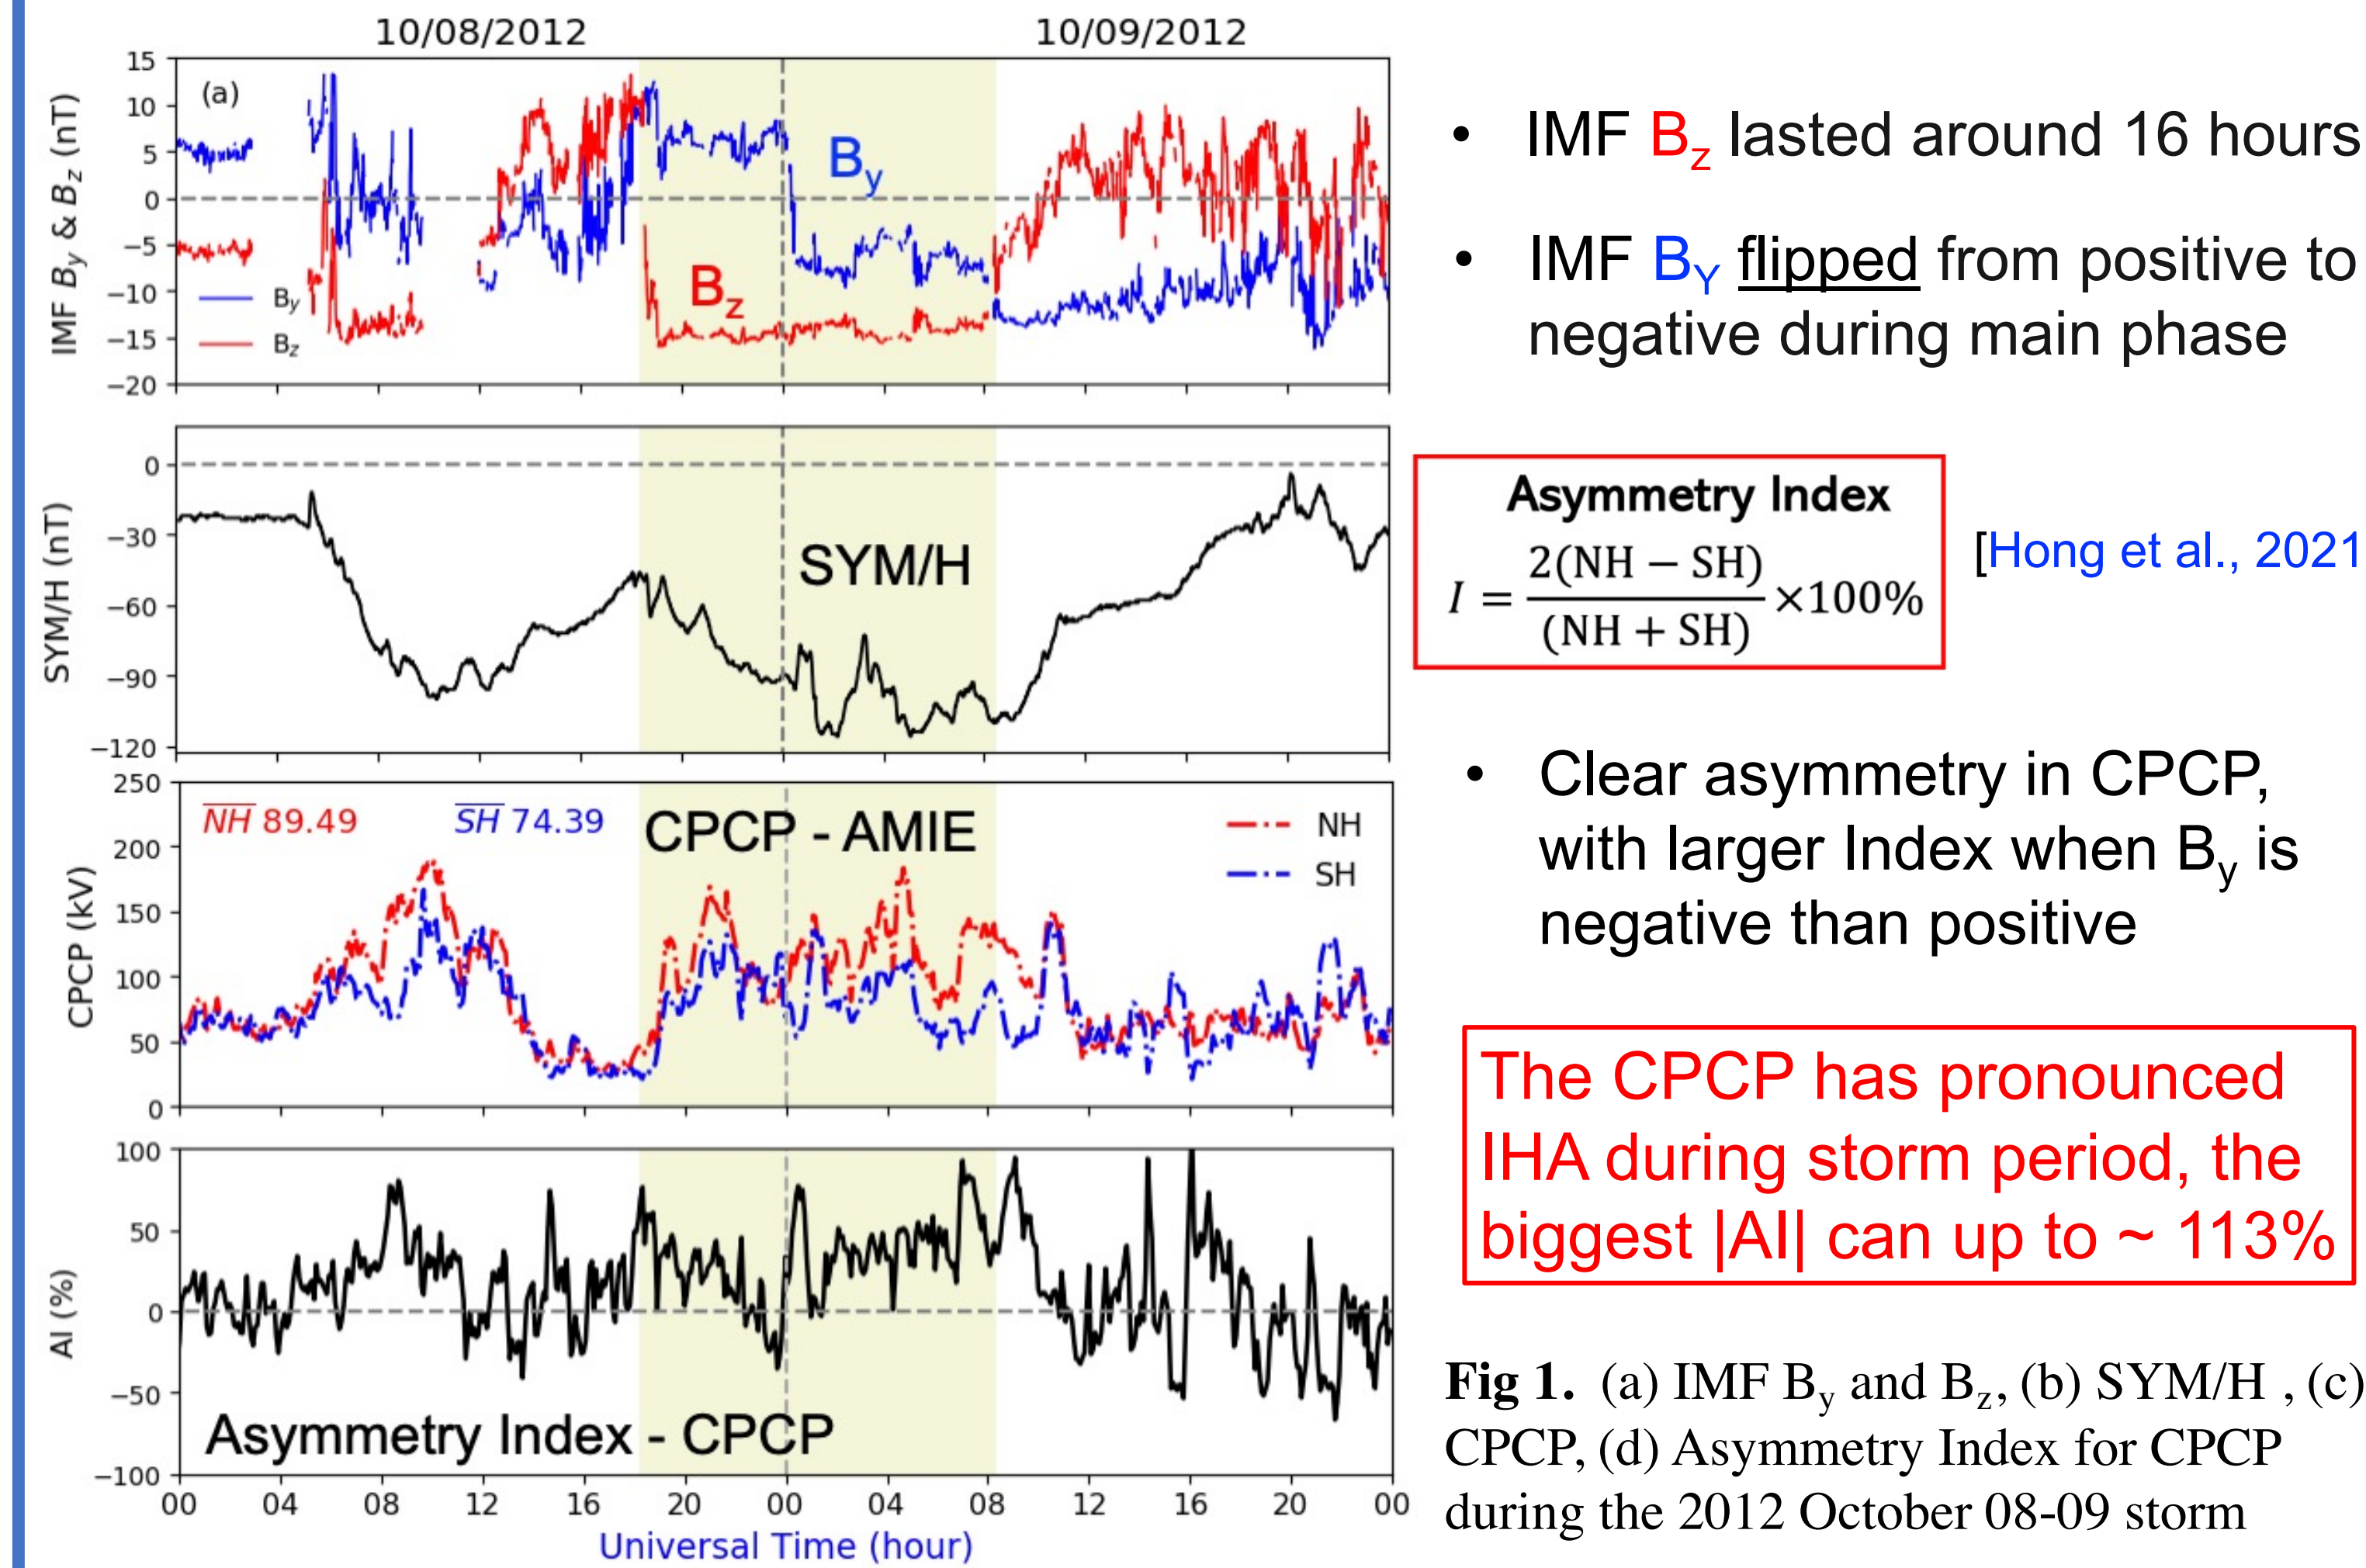 10/08/2012 10/09/2012
15
10
5
0
−5
−10
−15
−20
IMF By & Bz (nT)
(a)
By
Bz
By
Bz
0
−30
−60
−90
−120
SYM/H (nT)
SYM/H
250
200
150
100
50
0
CPCP (kV)
NH 89.49 SH 74.39
CPCP - AMIE
NH
SH
100
50
0
−50
−100
AI (%)
Asymmetry Index - CPCP
00 04 08 12 16 20 00 04 08 12 16 20 00
Universal Time (hour)
• IMF Bz lasted around 16 hours
• IMF BY flipped from positive to
negative during main phase
Asymmetry Index
I = 2(NH − SH) / (NH + SH) ×100%
[Hong et al., 2021
• Clear asymmetry in CPCP,
with larger Index when By is
negative than positive
The CPCP has pronounced
IHA during storm period, the
biggest |AI| can up to ~ 113%
Fig 1. (a) IMF By and Bz, (b) SYM/H , (c)
CPCP, (d) Asymmetry Index for CPCP
during the 2012 October 08-09 storm